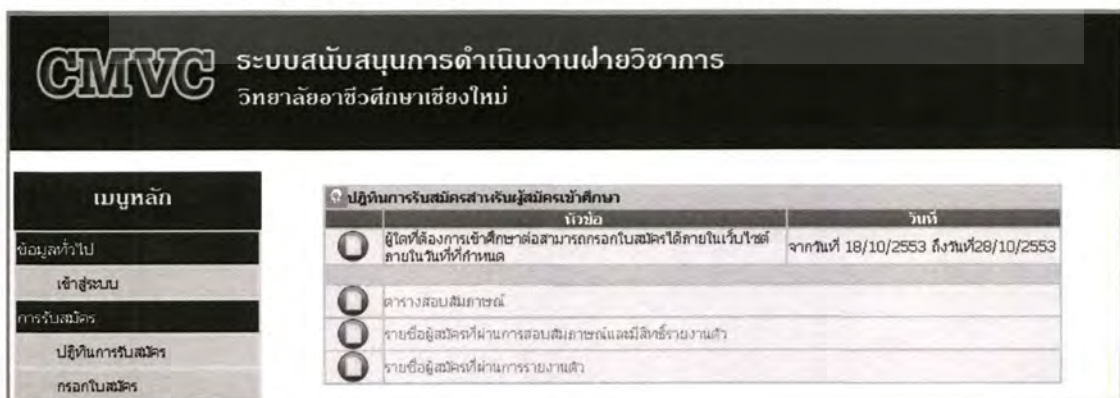 CMVC ระบบสนับสนุนการดำเนินงานฝ่ายวิชาการ
วิทยาลัยอาชีวศึกษาเชียงใหม่
เมนูหลัก
ข้อมูลทั่วไป
เข้าสู่ระบบ
การรับสมัคร
ปฏิทินการรับสมัคร
กรอกใบสมัคร
ปฏิทินการรับสมัครสำหรับผู้สมัครเข้าศึกษา
หัวข้อ วันที่
ผู้ใดที่ต้องการเข้าศึกษาต่อสามารถกรอกใบสมัครได้ภายในเว็บไซต์
ภายในวันที่ที่กำหนด
จากวันที่ 18/10/2553 ถึงวันที่28/10/2553
ตารางสอบสัมภาษณ์
รายชื่อผู้สมัครที่ผ่านการสอบสัมภาษณ์และมีสิทธิ์รายงานตัว
รายชื่อผู้สมัครที่ผ่านการรายงานตัว